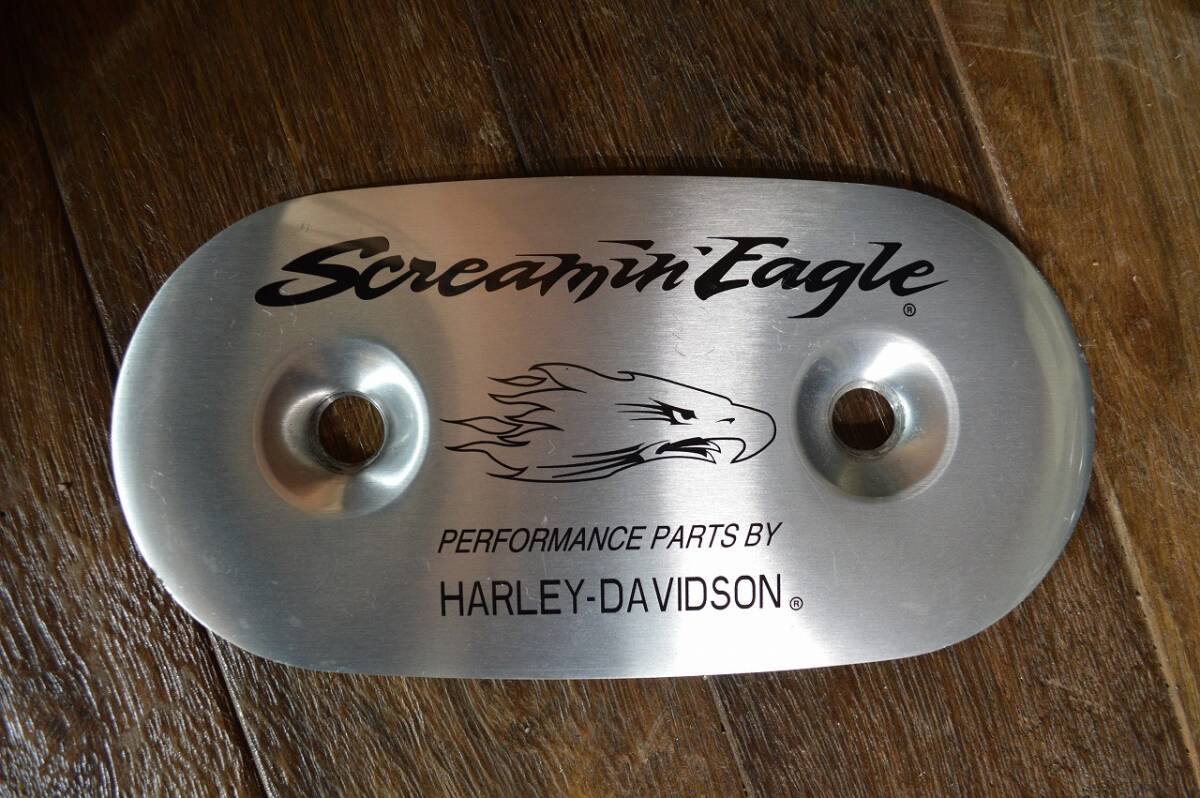 Screamin' Eagle®
PERFORMANCE PARTS BY
HARLEY-DAVIDSON®